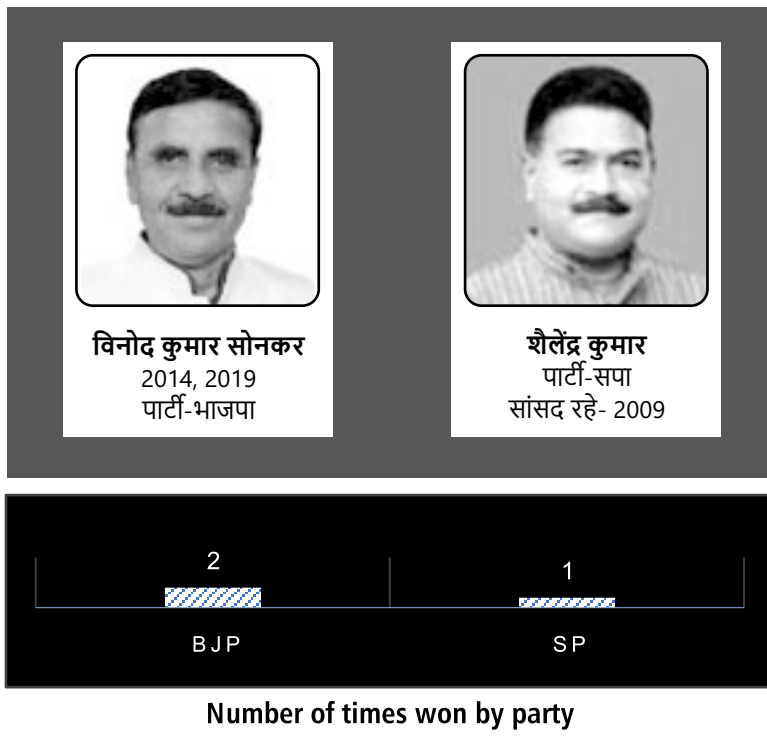 विनोद कुमार सोनकर
2014, 2019
पार्टी-भाजपा
शैलेंद्र कुमार
पार्टी-सपा
सांसद रहे- 2009
2
1
BJP
SP
Number of times won by party